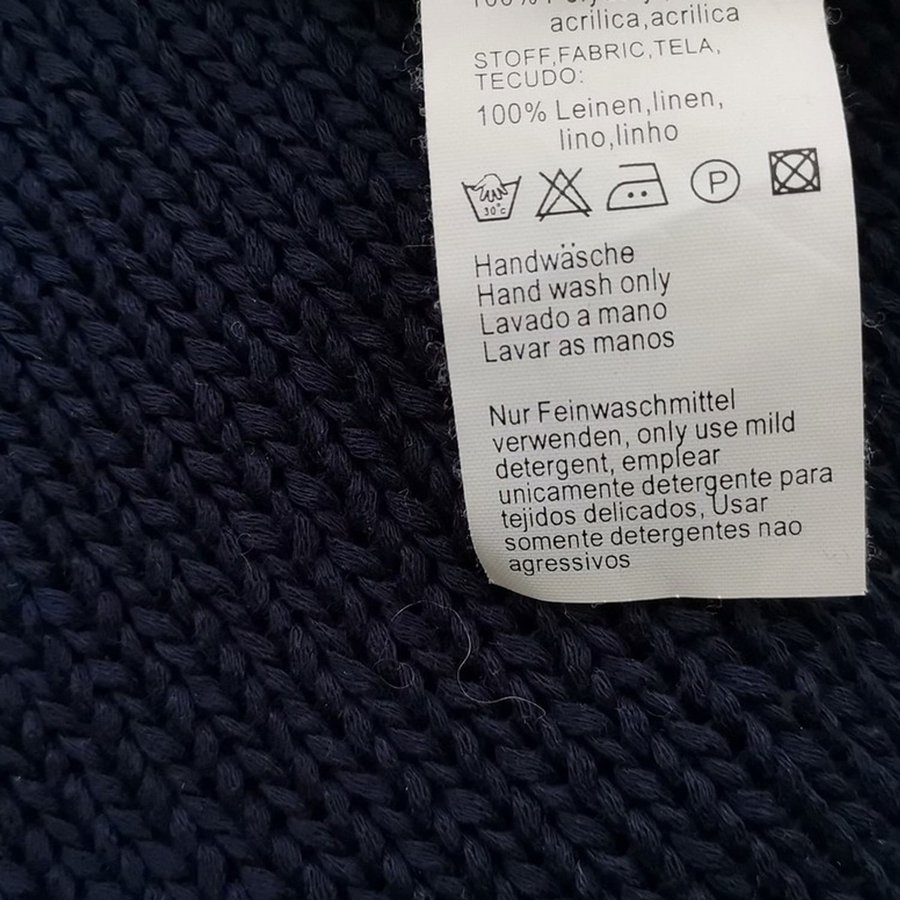 100%
acrilica,acrilica
STOFF,FABRIC,TELA,
TECUDO:
100% Leinen,linen,
lino,linho
30°c P
Handwäsche
Hand wash only
Lavado a mano
Lavar as manos
Nur Feinwaschmittel
verwenden, only use mild
detergent, emplear
unicamente detergente para
tejidos delicados, Usar
somente detergentes nao
agressivos